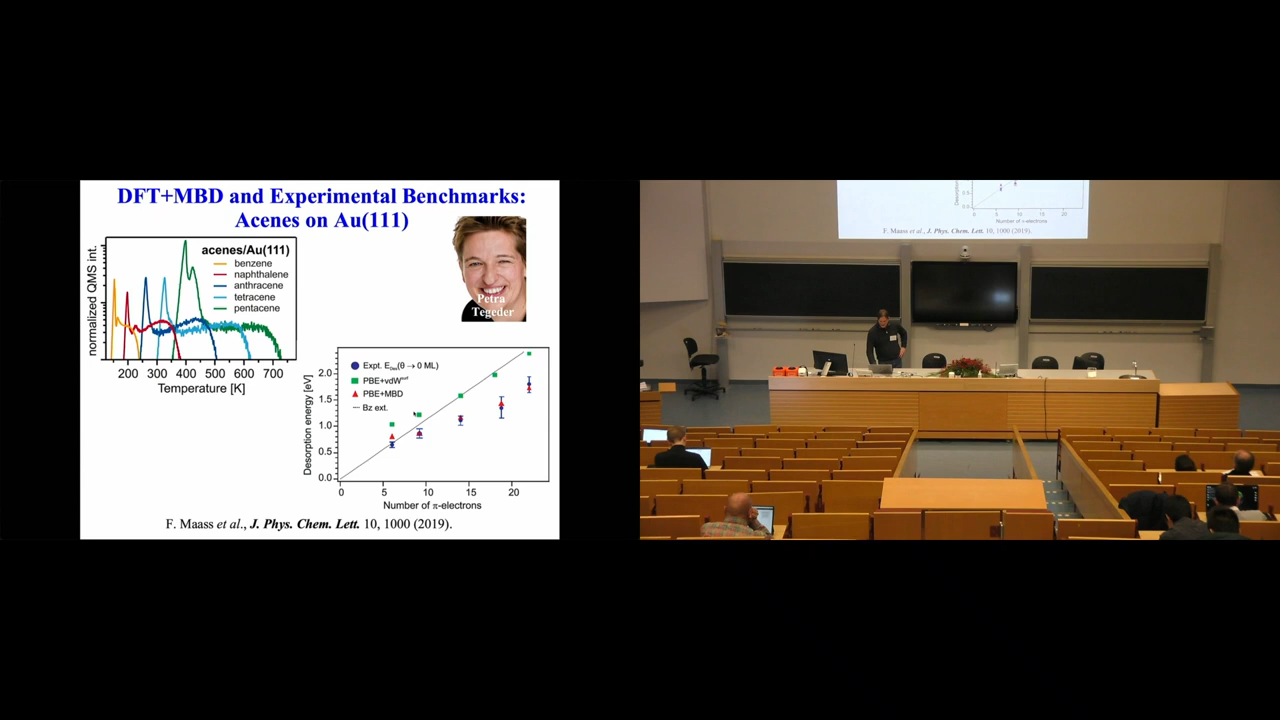 DFT+MBD and Experimental Benchmarks:
Acenes on Au(111)
normalized QMS int.
acenes/Au(111)
benzene
naphthalene
anthracene
tetracene
pentacene
200 300 400 500 600 700
Temperature [K]
Petra
Tegeder
Desorption energy [eV]
2.0
1.5
1.0
0.5
0.0
PBE+MBD
Bz ext.
0 5 10 15 20
Number of π-electrons
F. Maass et al., J. Phys. Chem. Lett. 10, 1000 (2019).
Number of π-electrons
F. Maass et al., J. Phys. Chem. Lett. 10, 1000 (2019).